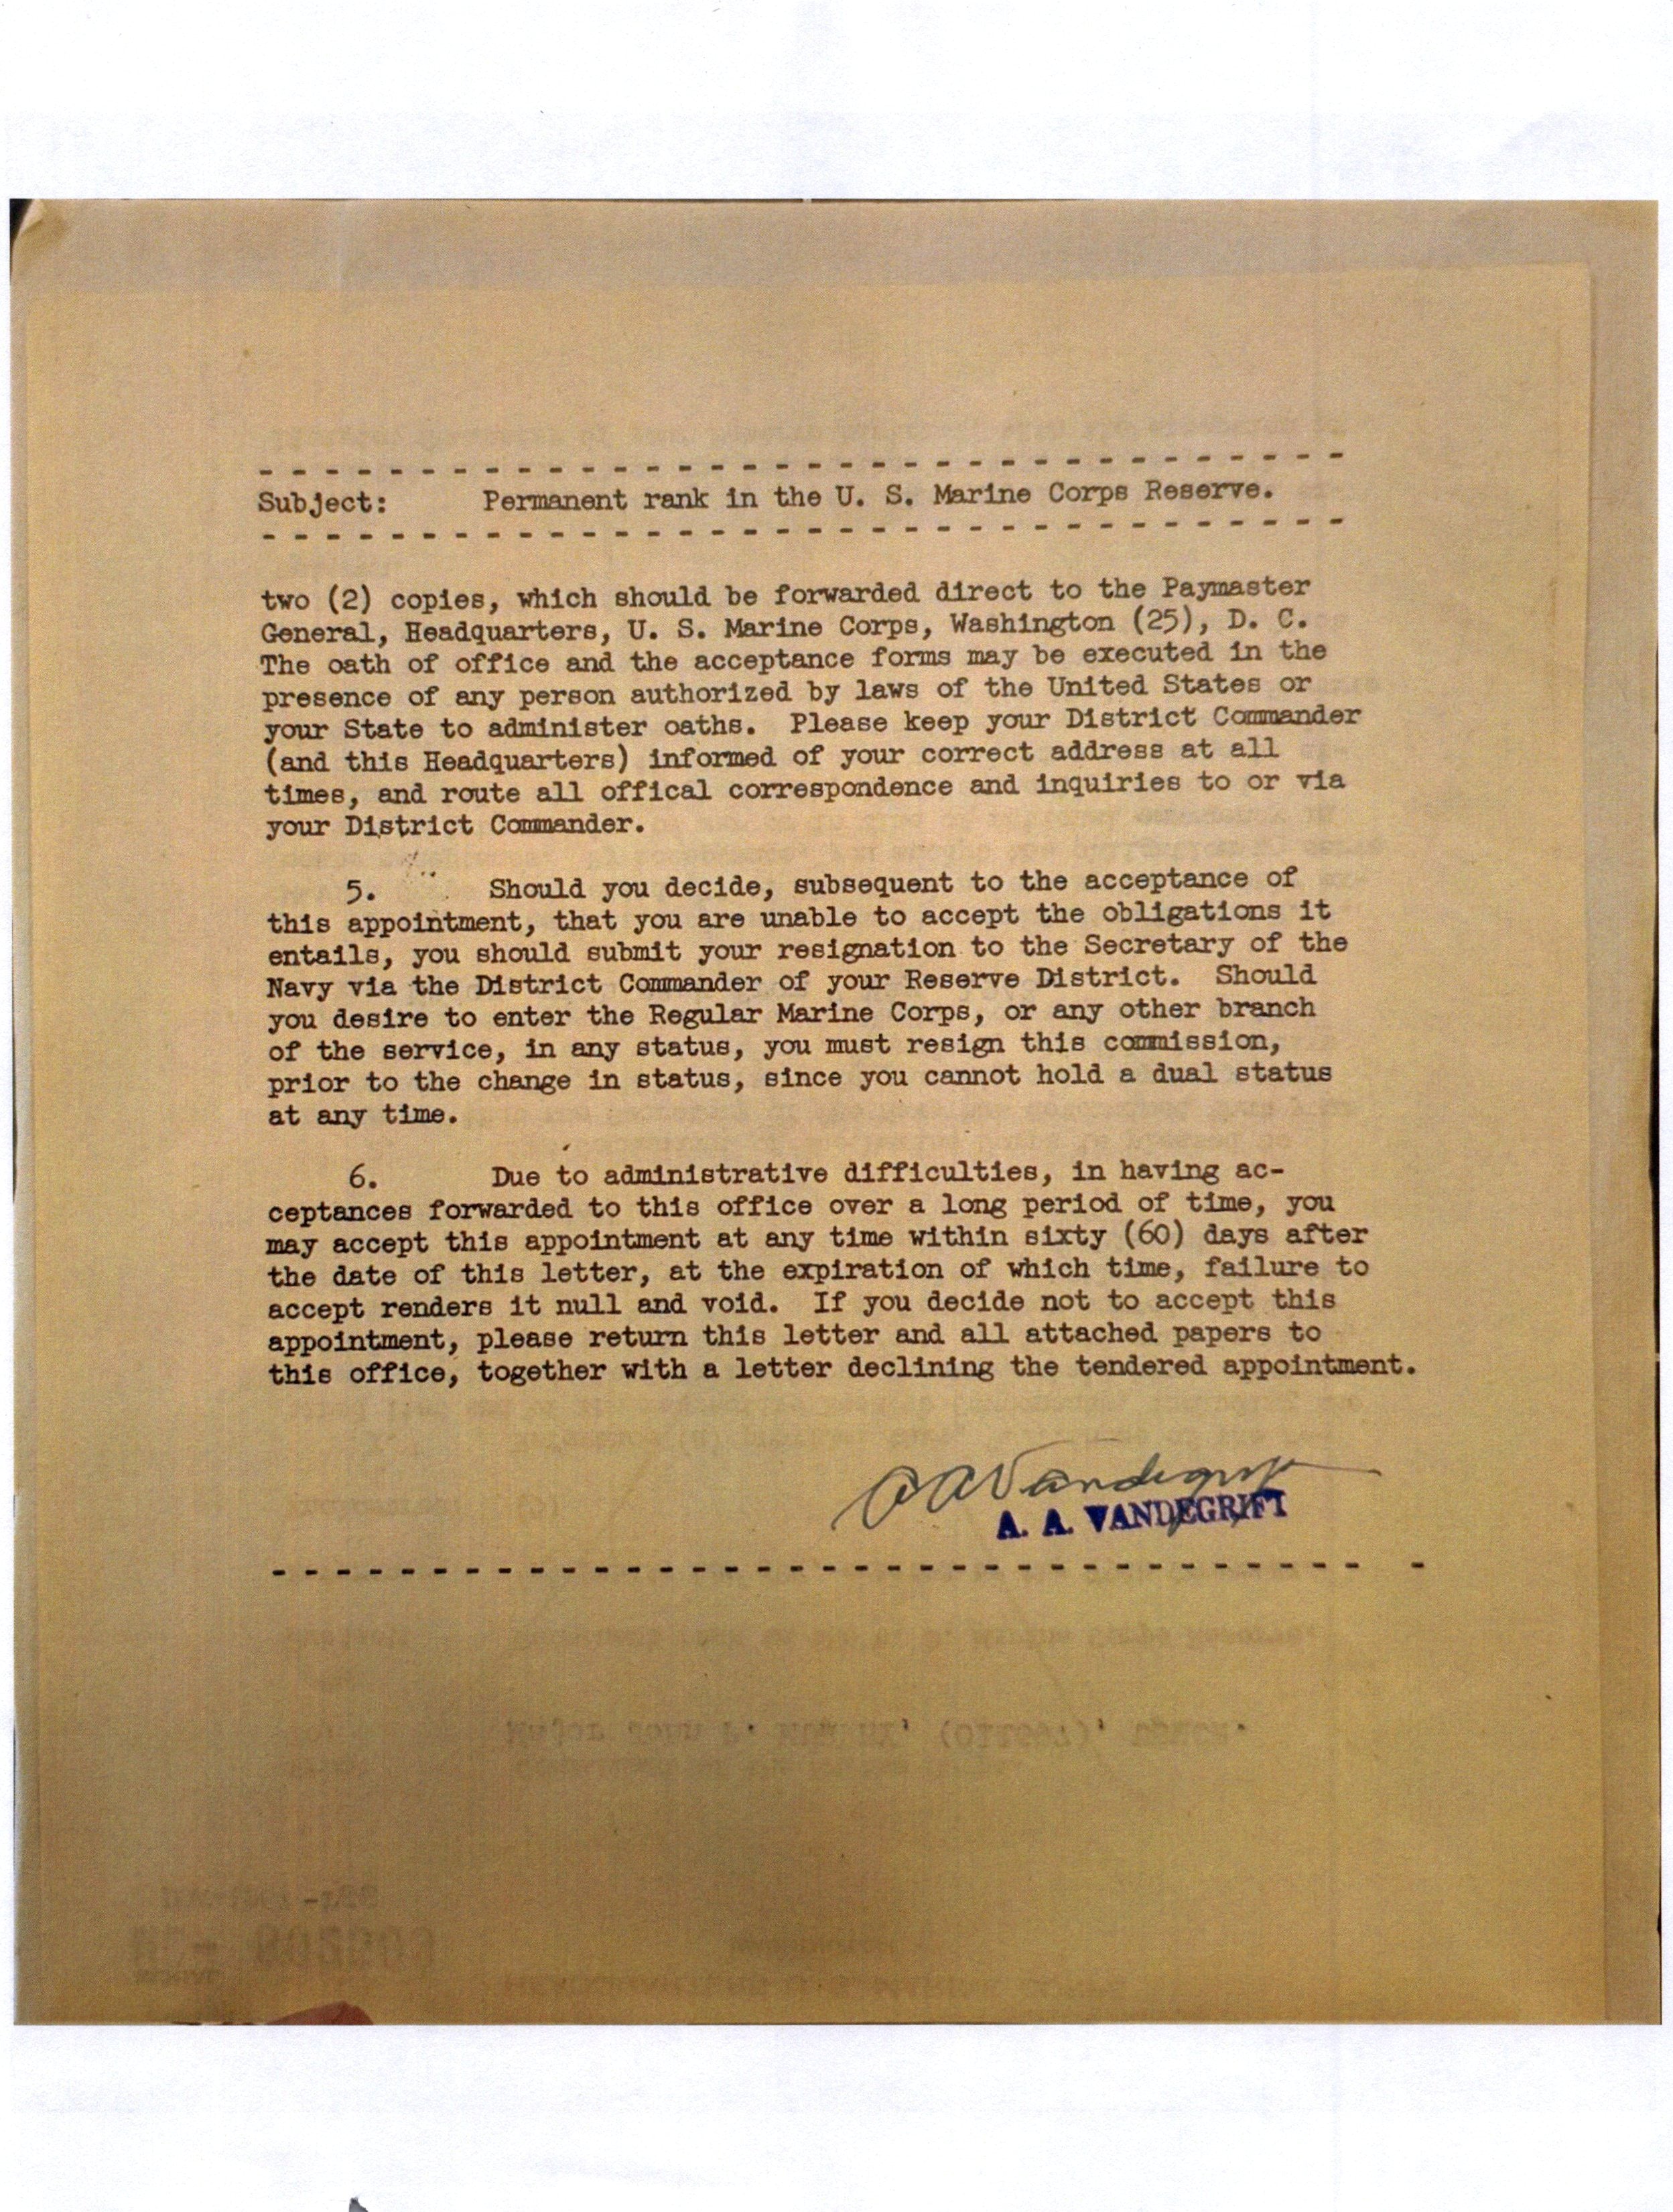 - - - - - - - - - - - - - - - - - - - - - - - - - - - - - - - - - -
Subject: Permanent rank in the U. S. Marine Corps Reserve.
- - - - - - - - - - - - - - - - - - - - - - - - - - - - - - - - - -
two (2) copies, which should be forwarded direct to the Paymaster
General, Headquarters, U. S. Marine Corps, Washington (25), D. C.
The oath of office and the acceptance forms may be executed in the
presence of any person authorized by laws of the United States or
your State to administer oaths. Please keep your District Commander
(and this Headquarters) informed of your correct address at all
times, and route all offical correspondence and inquiries to or via
your District Commander.
5. Should you decide, subsequent to the acceptance of
this appointment, that you are unable to accept the obligations it
entails, you should submit your resignation to the Secretary of the
Navy via the District Commander of your Reserve District. Should
you desire to enter the Regular Marine Corps, or any other branch
of the service, in any status, you must resign this commission,
prior to the change in status, since you cannot hold a dual status
at any time.
6. Due to administrative difficulties, in having ac-
ceptances forwarded to this office over a long period of time, you
may accept this appointment at any time within sixty (60) days after
the date of this letter, at the expiration of which time, failure to
accept renders it null and void. If you decide not to accept this
appointment, please return this letter and all attached papers to
this office, together with a letter declining the tendered appointment.
A A Vandegrift
A. A. VANDEGRIFT
- - - - - - - - - - - - - - - - - - - - - - - - - - - - - - - - - - -